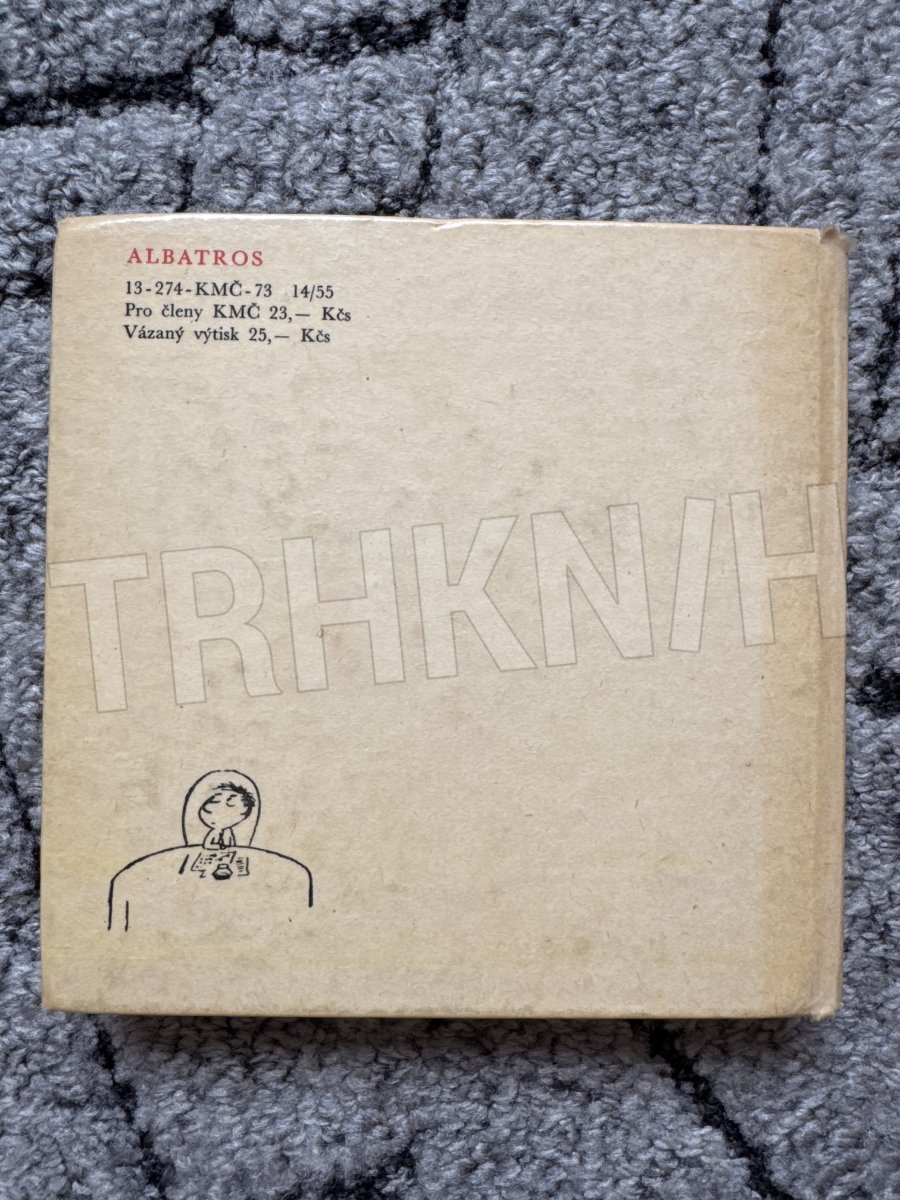 ALBATROS
13-274-KMČ-73 14/55
Pro členy KMČ 23,— Kčs
Vázaný výtisk 25,— Kčs
TRHKNIH